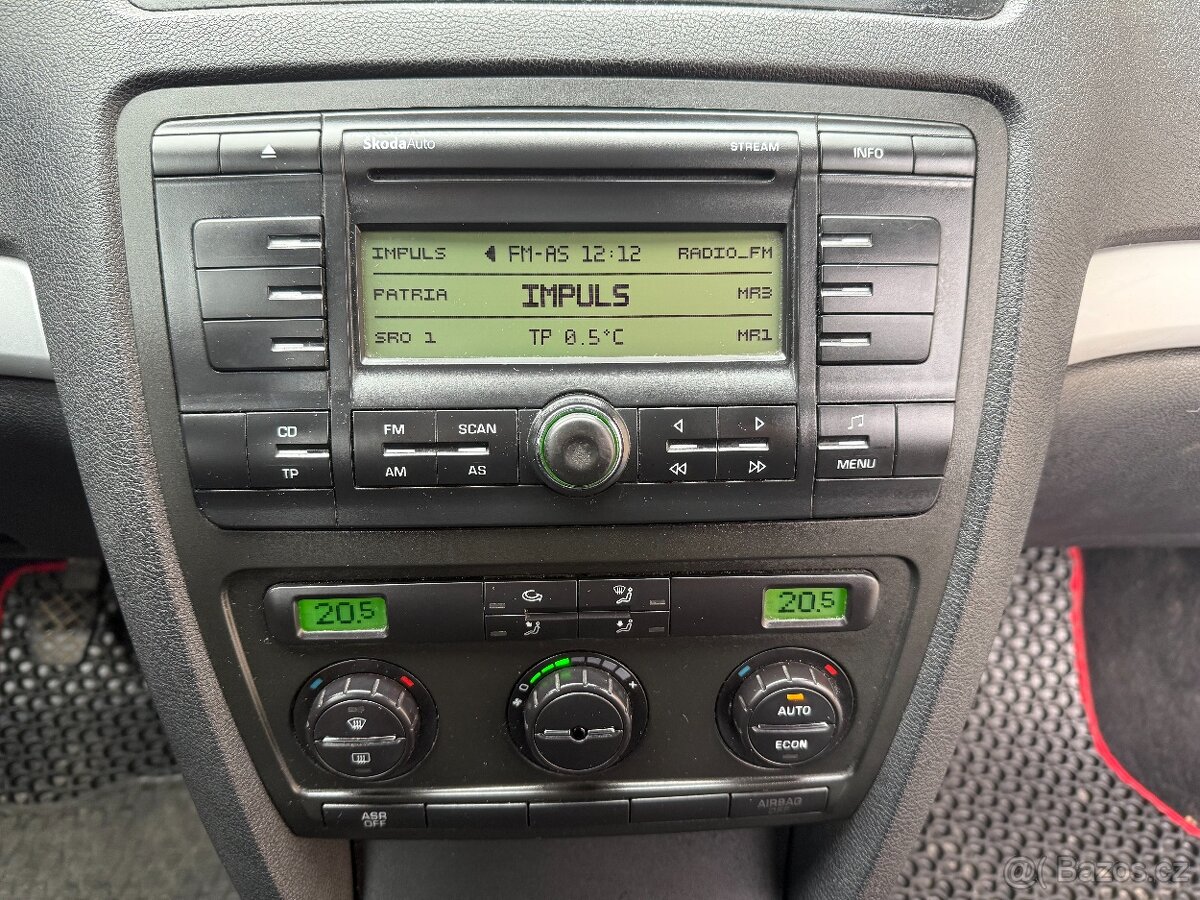 SkodaAuto STREAM INFO
IMPULS FM-AS 12:12 RADIO_FM
PATRIA IMPULS MR3
SRO 1 TP 0.5°C MR1
CD FM SCAN
TP AM AS MENU
20.5 20.5
AUTO
ECON
ASR OFF AIRBAG OFF
@( Bazos.cz